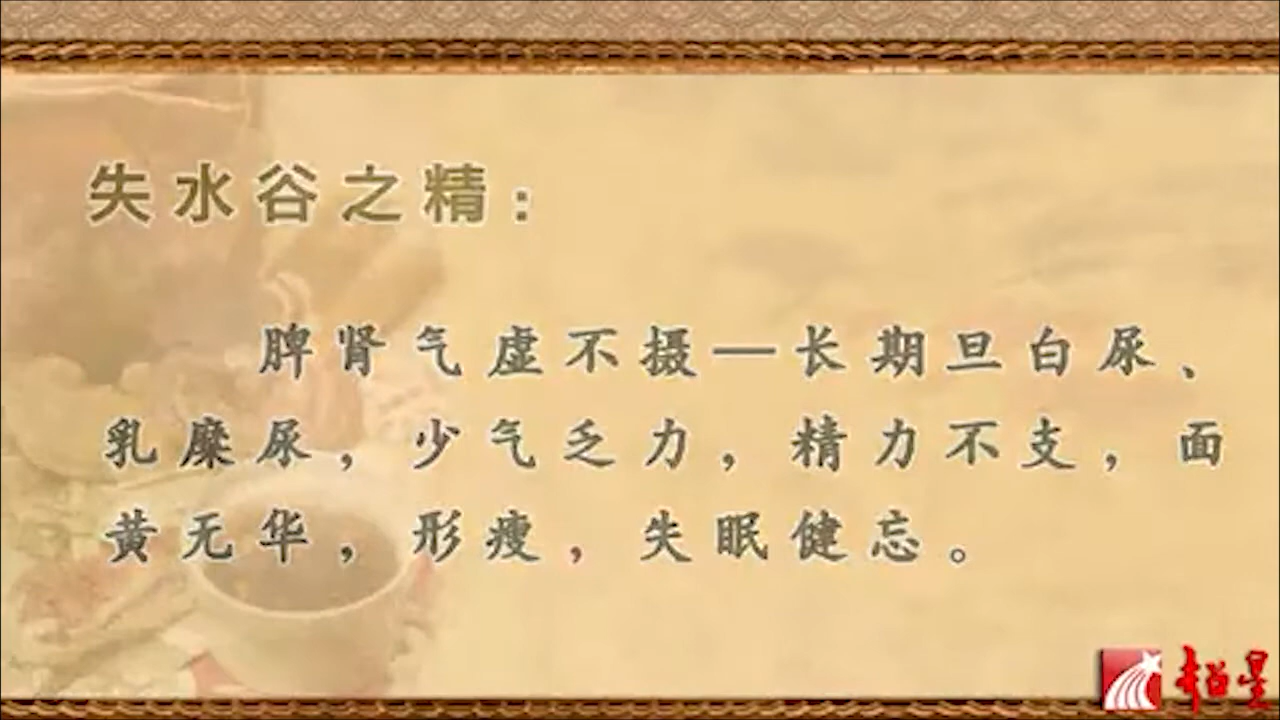 失水谷之精：
脾肾气虚不摄—长期旦白尿、
乳糜尿，少气乏力，精力不支，面
黄无华，形瘦，失眠健忘。
超星